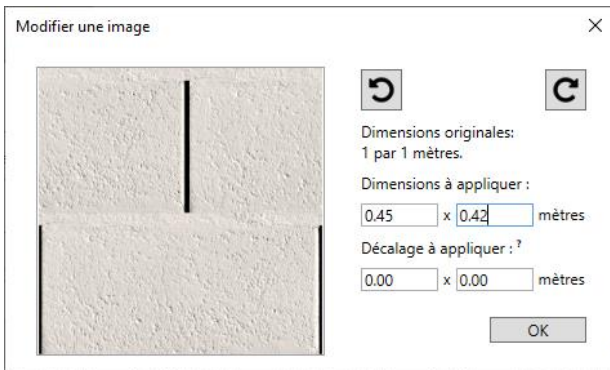 Modifier une image
Dimensions originales:
1 par 1 mètres.
Dimensions à appliquer :
0.45 x 0.42 mètres
Décalage à appliquer : ?
0.00 x 0.00 mètres
OK